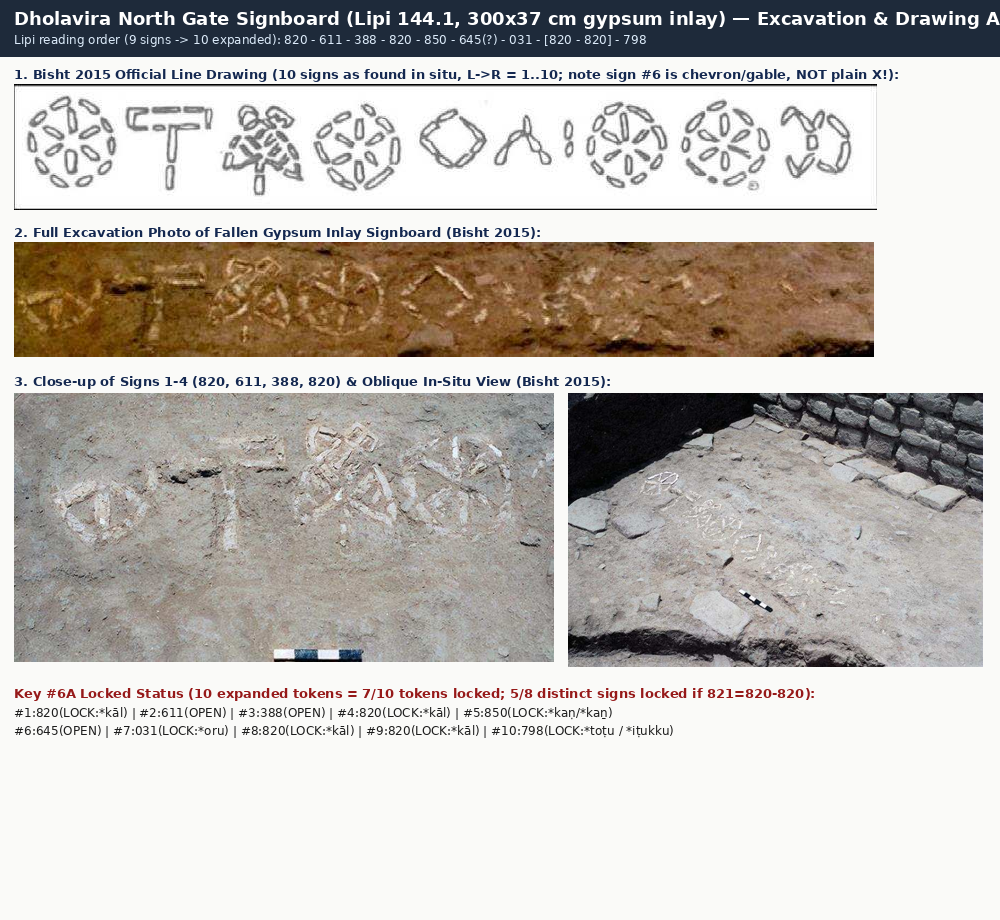 Dholavira North Gate Signboard (Lipi 144.1, 300x37 cm gypsum inlay) — Excavation & Drawing A
Lipi reading order (9 signs -> 10 expanded): 820 - 611 - 388 - 820 - 850 - 645(?) - 031 - [820 - 820] - 798
1. Bisht 2015 Official Line Drawing (10 signs as found in situ, L->R = 1..10; note sign #6 is chevron/gable, NOT plain X!):
2. Full Excavation Photo of Fallen Gypsum Inlay Signboard (Bisht 2015):
3. Close-up of Signs 1-4 (820, 611, 388, 820) & Oblique In-Situ View (Bisht 2015):
Key #6A Locked Status (10 expanded tokens = 7/10 tokens locked; 5/8 distinct signs locked if 821=820-820):
#1:820(LOCK:*kāl) | #2:611(OPEN) | #3:388(OPEN) | #4:820(LOCK:*kāl) | #5:850(LOCK:*kaṇ/*kaṉ)
#6:645(OPEN) | #7:031(LOCK:*oru) | #8:820(LOCK:*kāl) | #9:820(LOCK:*kāl) | #10:798(LOCK:*toṭu / *iṭukku)